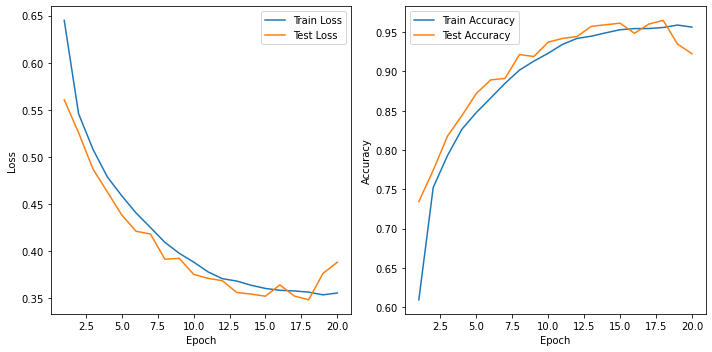 0.65
0.60
0.55
0.50
0.45
0.40
0.35
Loss
2.5 5.0 7.5 10.0 12.5 15.0 17.5 20.0
Epoch
Train Loss
Test Loss
0.95
0.90
0.85
0.80
0.75
0.70
0.65
0.60
Accuracy
2.5 5.0 7.5 10.0 12.5 15.0 17.5 20.0
Epoch
Train Accuracy
Test Accuracy